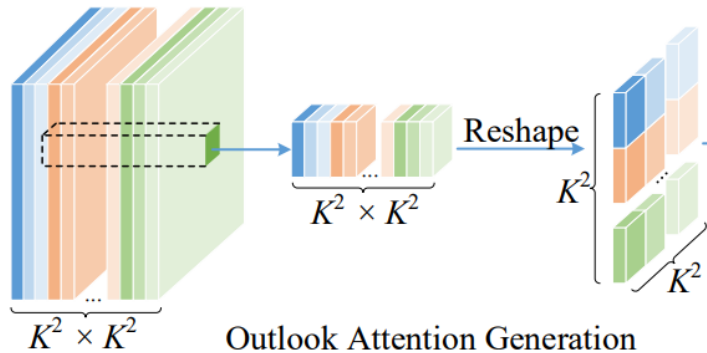 Reshape
...
K² × K²
K²
...
K²
...
K² × K²
Outlook Attention Generation